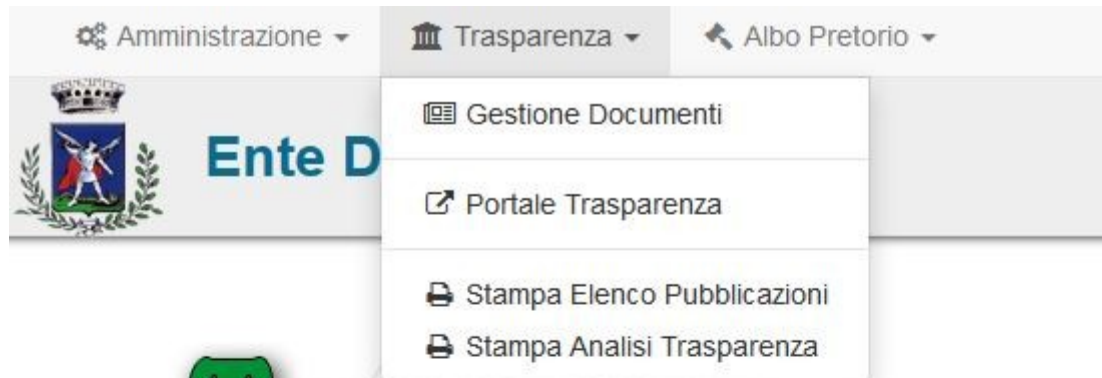 Amministrazione Trasparenza Albo Pretorio
Gestione Documenti
Ente D
Portale Trasparenza
Stampa Elenco Pubblicazioni
Stampa Analisi Trasparenza